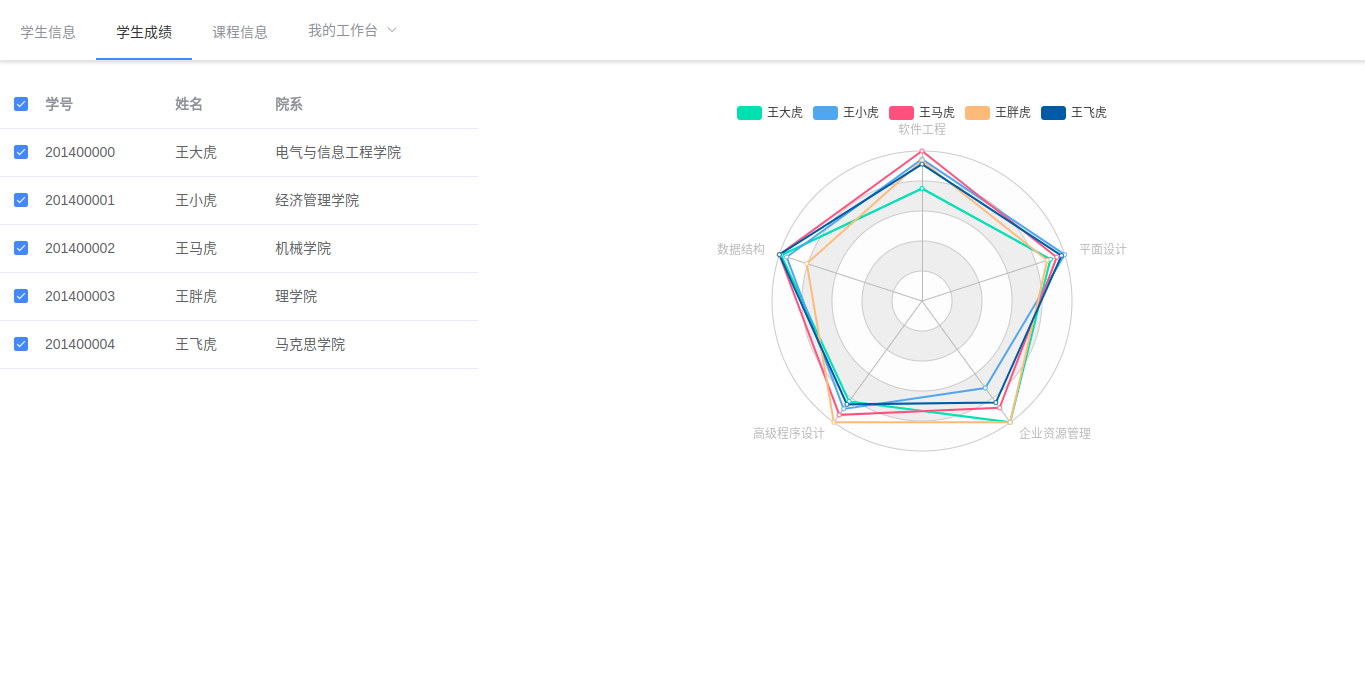 学生信息 学生成绩 课程信息 我的工作台
学号 姓名 院系
201400000 王大虎 电气与信息工程学院
201400001 王小虎 经济管理学院
201400002 王马虎 机械学院
201400003 王胖虎 理学院
201400004 王飞虎 马克思学院
王大虎 王小虎 王马虎 王胖虎 王飞虎
软件工程
数据结构 平面设计
高级程序设计 企业资源管理